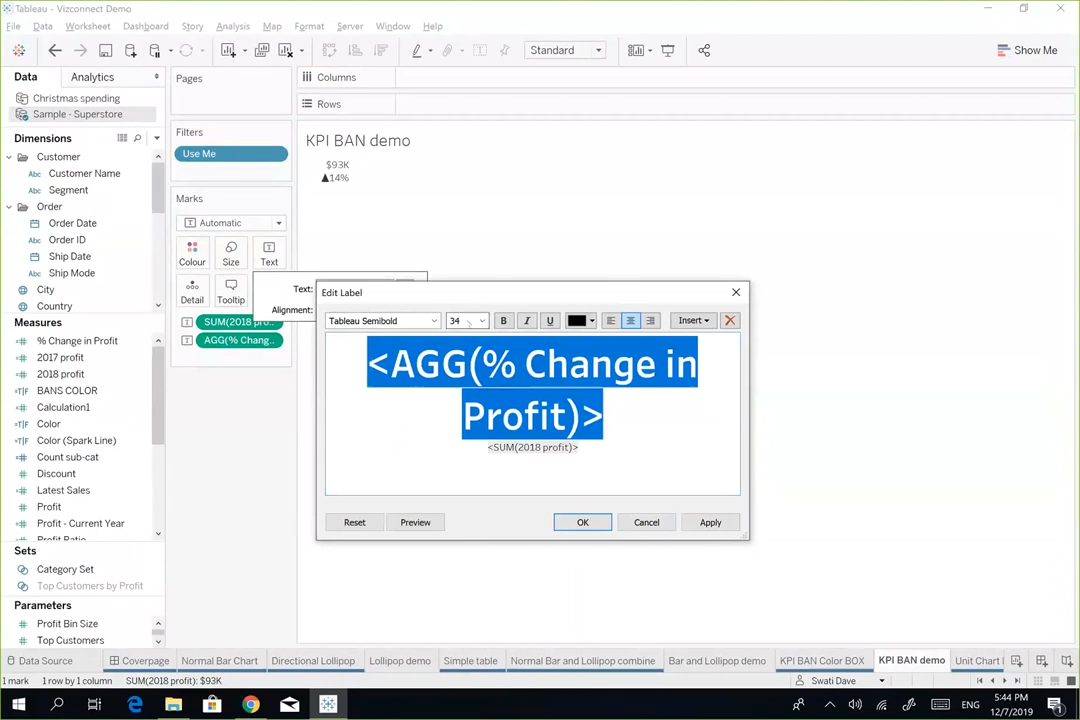 Tableau - Vizconnect Demo
File Data Worksheet Dashboard Story Analysis Map Format Server Window Help
Standard
Show Me
Data Analytics
Christmas spending
Sample - Superstore
Dimensions
Customer
Abc Customer Name
Abc Segment
Order
Order Date
Abc Order ID
Ship Date
Abc Ship Mode
City
Country
Measures
% Change in Profit
2017 profit
2018 profit
BANS COLOR
Calculation1
Color
Color (Spark Line)
Count sub-cat
Discount
Latest Sales
Profit
Profit - Current Year
Profit Ratio
Sets
Category Set
Top Customers by Profit
Parameters
Profit Bin Size
Top Customers
Pages
Filters
Use Me
Marks
Automatic
Colour Size Text
Detail Tooltip
SUM(2018 pro..
AGG(% Chang..
Columns
Rows
KPI BAN demo
$93K
▲14%
Text:
Alignment:
Edit Label
Tableau Semibold 34 B I U Insert
<AGG(% Change in
Profit)>
<SUM(2018 profit)>
Reset Preview OK Cancel Apply
Data Source Coverpage Normal Bar Chart Directional Lollipop Lollipop demo Simple table Normal Bar and Lollipop combine Bar and Lollipop demo KPI BAN Color BOX KPI BAN demo Unit Chart
1 mark 1 row by 1 column SUM(2018 profit): $93K Swati Dave
ENG
5:44 PM
12/7/2019